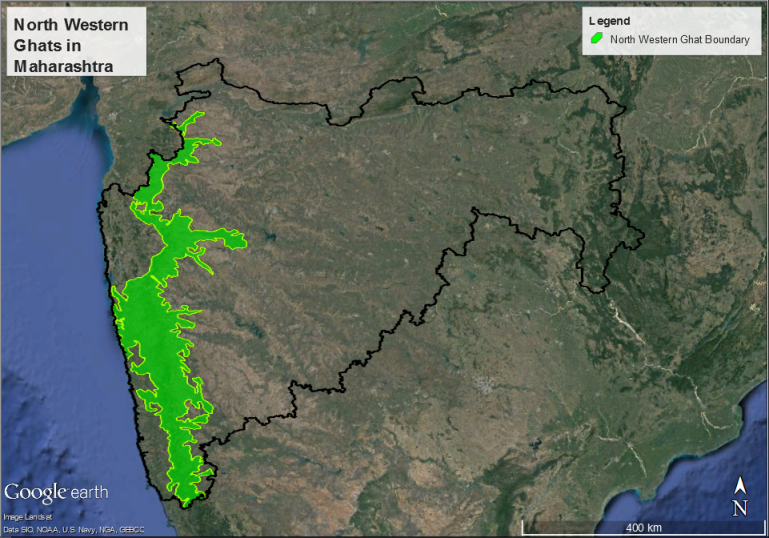 North Western
Ghats in
Maharashtra
Legend
North Western Ghat Boundary
Google earth
Image Landsat
Data SIO, NOAA, U.S. Navy, NGA, GEBCO
N
400 km